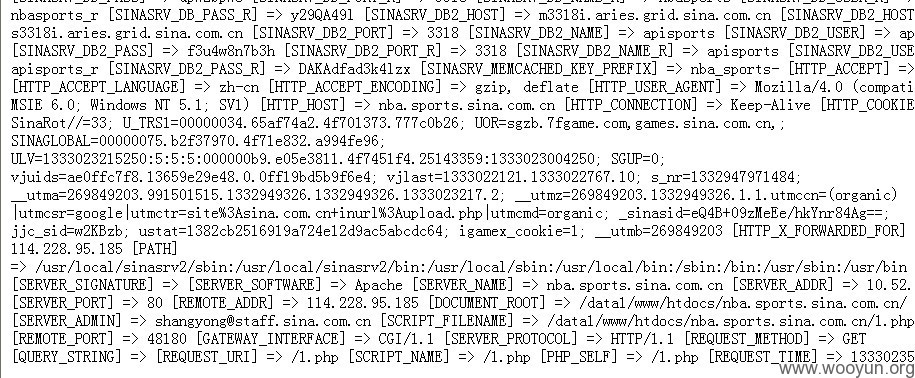 nbasports_r [SINASRV_DB_PASS_R] => y29QA491 [SINASRV_DB2_HOST] => m3318i.aries.grid.sina.com.cn [SINASRV_DB2_HOST
s3318i.aries.grid.sina.com.cn [SINASRV_DB2_PORT] => 3318 [SINASRV_DB2_NAME] => apisports [SINASRV_DB2_USER] => ap
[SINASRV_DB2_PASS] => f3u4w8n7b3h [SINASRV_DB2_PORT_R] => 3318 [SINASRV_DB2_NAME_R] => apisports [SINASRV_DB2_USE
apisports_r [SINASRV_DB2_PASS_R] => DAKAdfad3k4lzx [SINASRV_MEMCACHED_KEY_PREFIX] => nba_sports- [HTTP_ACCEPT] =>
[HTTP_ACCEPT_LANGUAGE] => zh-cn [HTTP_ACCEPT_ENCODING] => gzip, deflate [HTTP_USER_AGENT] => Mozilla/4.0 (compati
MSIE 6.0; Windows NT 5.1; SV1) [HTTP_HOST] => nba.sports.sina.com.cn [HTTP_CONNECTION] => Keep-Alive [HTTP_COOKIE
SinaRot//=33; U_TRS1=00000034.65af74a2.4f701373.777c0b26; UOR=sgzb.7fgame.com,games.sina.com.cn,;
SINAGLOBAL=00000075.b2f37970.4f71e832.a994fe96;
ULV=1333023215250:5:5:5:000000b9.e05e3811.4f7451f4.25143359:1333023004250; SGUP=0;
vjuids=ae0ffc7f8.13659e29e48.0.0ff19bd5b9f6e4; vjlast=1333022121.1333022767.10; s_nr=1332947971484;
__utma=269849203.991501515.1332949326.1332949326.1333023217.2; __utmz=269849203.1332949326.1.1.utmccn=(organic)
|utmcsr=google|utmctr=site%3Asina.com.cn+inurl%3Aupload.php|utmcmd=organic; _sinasid=eQ4B+09zMeEe/hkYnr84Ag==;
jjc_sid=w2KBzb; ustat=1382cb2516919a724e12d9ac5abcdc64; igamex_cookie=1; __utmb=269849203 [HTTP_X_FORWARDED_FOR]
114.228.95.185 [PATH]
=> /usr/local/sinasrv2/sbin:/usr/local/sinasrv2/bin:/usr/local/sbin:/usr/local/bin:/sbin:/bin:/usr/sbin:/usr/bin
[SERVER_SIGNATURE] => [SERVER_SOFTWARE] => Apache [SERVER_NAME] => nba.sports.sina.com.cn [SERVER_ADDR] => 10.52.
[SERVER_PORT] => 80 [REMOTE_ADDR] => 114.228.95.185 [DOCUMENT_ROOT] => /data1/www/htdocs/nba.sports.sina.com.cn/
[SERVER_ADMIN] => shangyong@staff.sina.com.cn [SCRIPT_FILENAME] => /data1/www/htdocs/nba.sports.sina.com.cn/1.php
[REMOTE_PORT] => 48180 [GATEWAY_INTERFACE] => CGI/1.1 [SERVER_PROTOCOL] => HTTP/1.1 [REQUEST_METHOD] => GET
[QUERY_STRING] => [REQUEST_URI] => /1.php [SCRIPT_NAME] => /1.php [PHP_SELF] => /1.php [REQUEST_TIME] => 13330235
www.wooyun.org